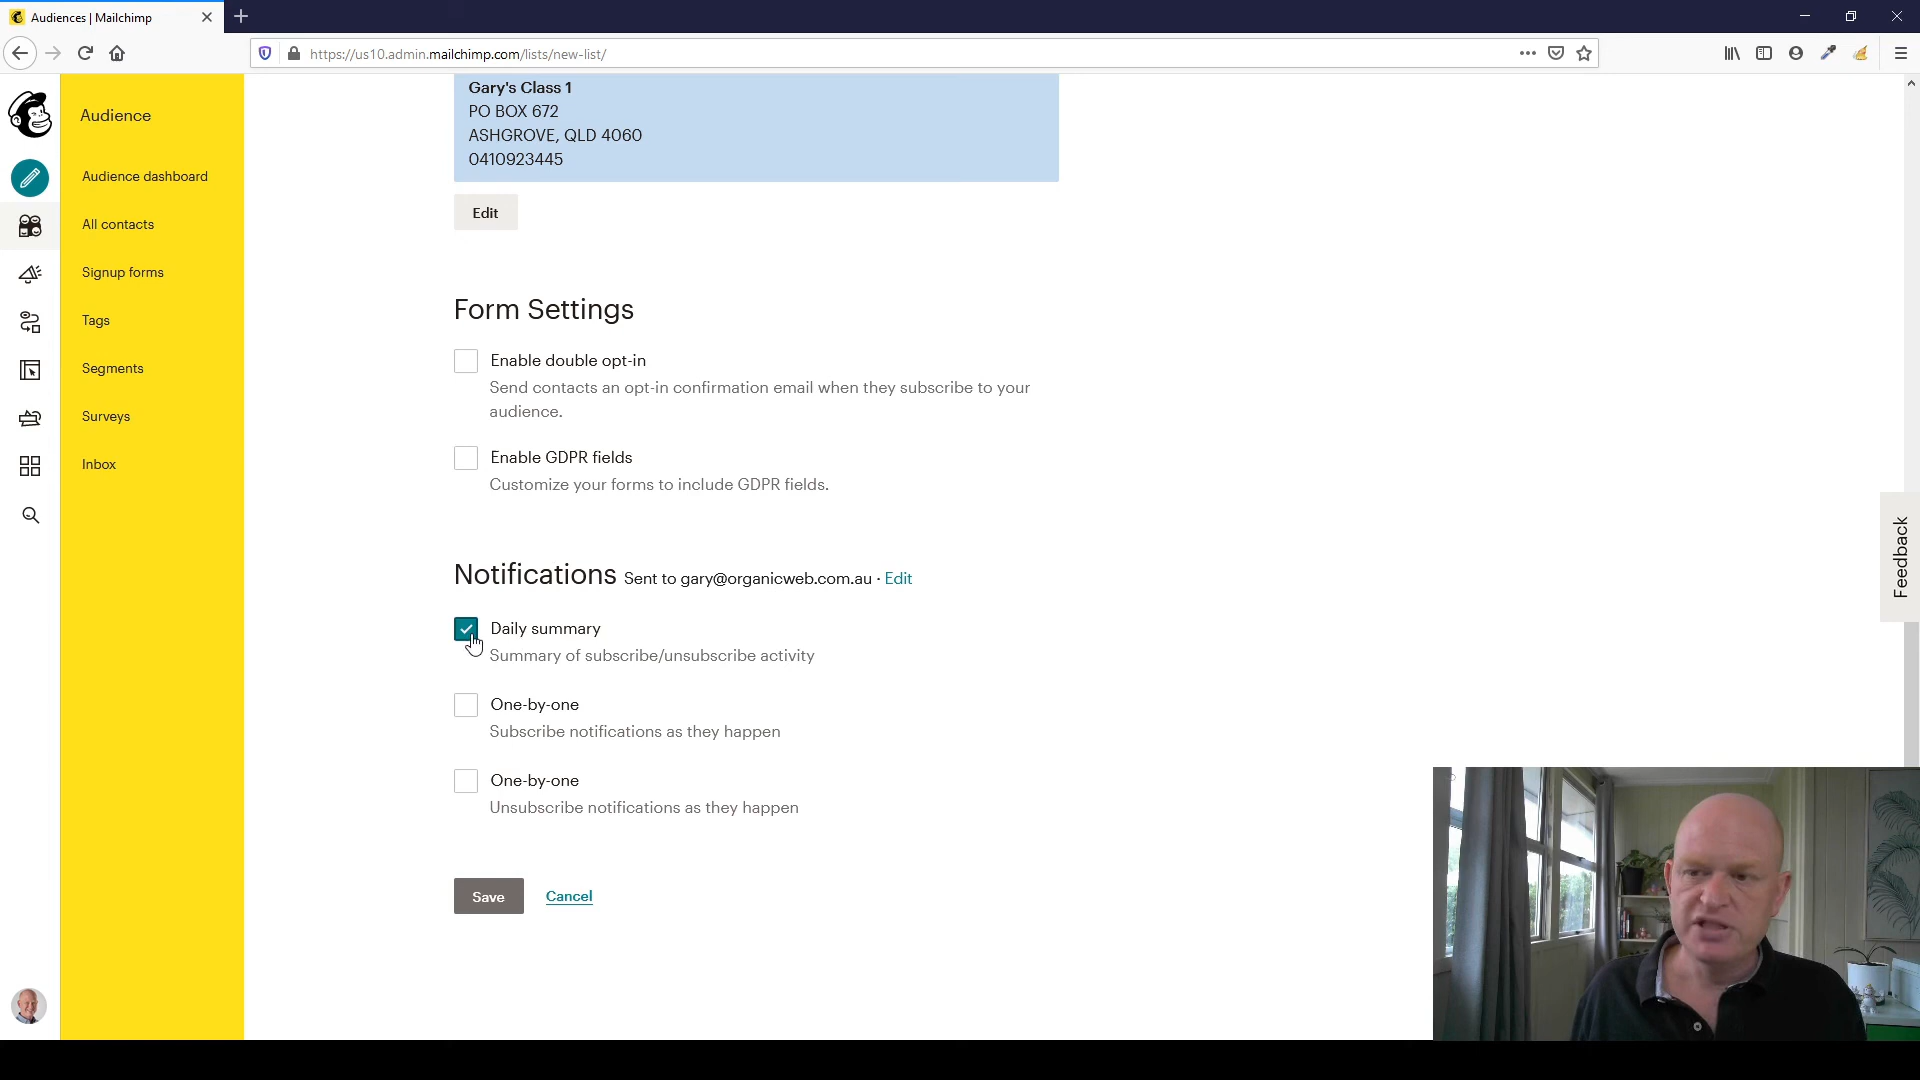 Audiences | Mailchimp
https://us10.admin.mailchimp.com/lists/new-list/
Audience
Audience dashboard
All contacts
Signup forms
Tags
Segments
Surveys
Inbox
Gary's Class 1
PO BOX 672
ASHGROVE, QLD 4060
0410923445
Edit
Form Settings
Enable double opt-in
Send contacts an opt-in confirmation email when they subscribe to your
audience.
Enable GDPR fields
Customize your forms to include GDPR fields.
Notifications Sent to gary@organicweb.com.au · Edit
Daily summary
Summary of subscribe/unsubscribe activity
One-by-one
Subscribe notifications as they happen
One-by-one
Unsubscribe notifications as they happen
Save Cancel
Feedback